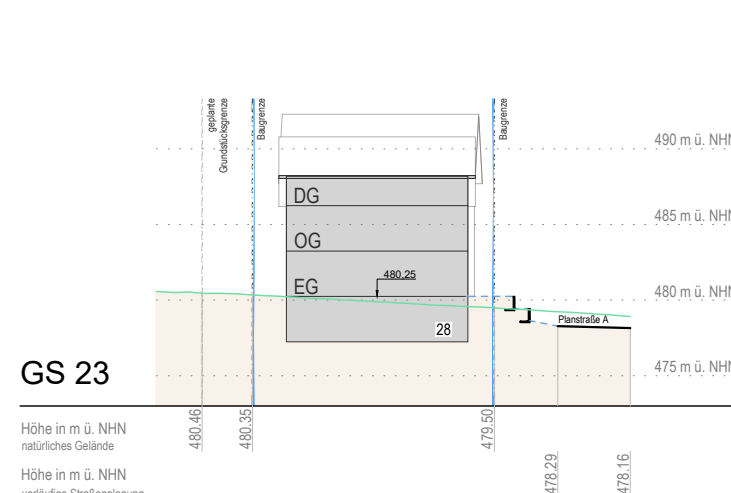 geplante
Grundstücksgrenze
Baugrenze
Baugrenze
490 m ü. NHN
485 m ü. NHN
480 m ü. NHN
475 m ü. NHN
DG
OG
EG
480.25
28
Planstraße A
GS 23
Höhe in m ü. NHN
natürliches Gelände
480.46
480.35
479.50
Höhe in m ü. NHN
vorläufige Straßenplanung
478.29
478.16